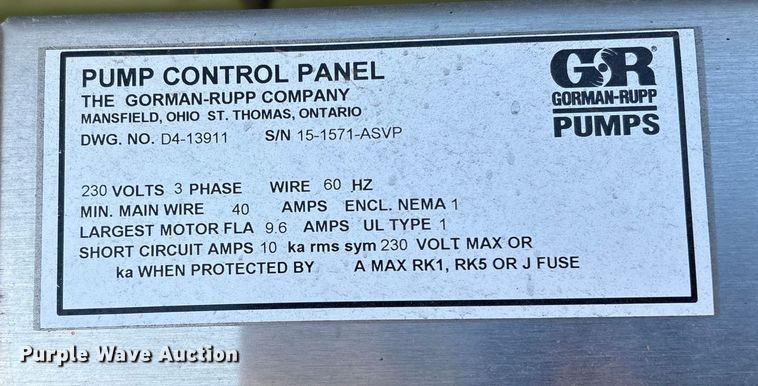 PUMP CONTROL PANEL
THE GORMAN-RUPP COMPANY
MANSFIELD, OHIO ST. THOMAS, ONTARIO
DWG. NO. D4-13911 S/N 15-1571-ASVP
GR®
GORMAN-RUPP
PUMPS
230 VOLTS 3 PHASE WIRE 60 HZ
MIN. MAIN WIRE 40 AMPS ENCL. NEMA 1
LARGEST MOTOR FLA 9.6 AMPS UL TYPE 1
SHORT CIRCUIT AMPS 10 ka rms sym 230 VOLT MAX OR
ka WHEN PROTECTED BY A MAX RK1, RK5 OR J FUSE
Purple Wave Auction